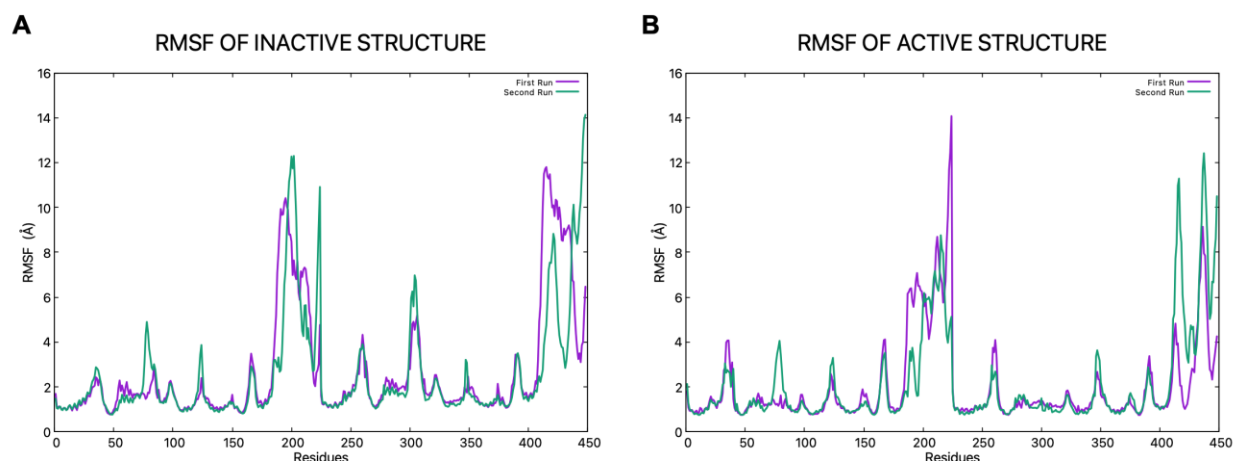 A
RMSF OF INACTIVE STRUCTURE
16
14
12
10
8
6
4
2
0
RMSF (Å)
First Run
Second Run
0 50 100 150 200 250 300 350 400 450
Residues
B
RMSF OF ACTIVE STRUCTURE
16
14
12
10
8
6
4
2
0
RMSF (Å)
First Run
Second Run
0 50 100 150 200 250 300 350 400 450
Residues